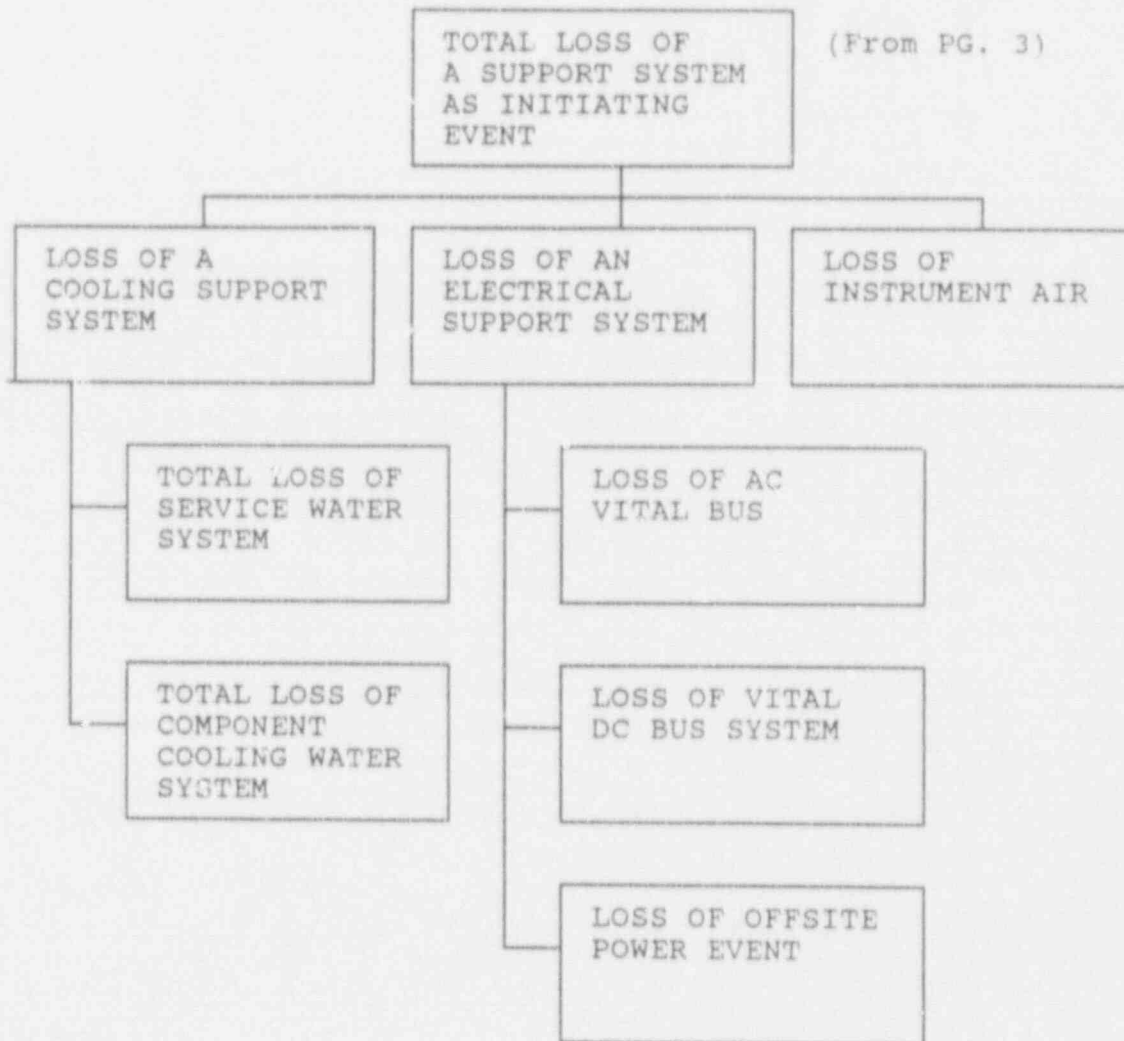 TOTAL LOSS OF
A SUPPORT SYSTEM
AS INITIATING
EVENT
(From PG. 3)
LOSS OF A
COOLING SUPPORT
SYSTEM
LOSS OF AN
ELECTRICAL
SUPPORT SYSTEM
LOSS OF
INSTRUMENT AIR
TOTAL LOSS OF
SERVICE WATER
SYSTEM
TOTAL LOSS OF
COMPONENT
COOLING WATER
SYSTEM
LOSS OF AC
VITAL BUS
LOSS OF VITAL
DC BUS SYSTEM
LOSS OF OFFSITE
POWER EVENT